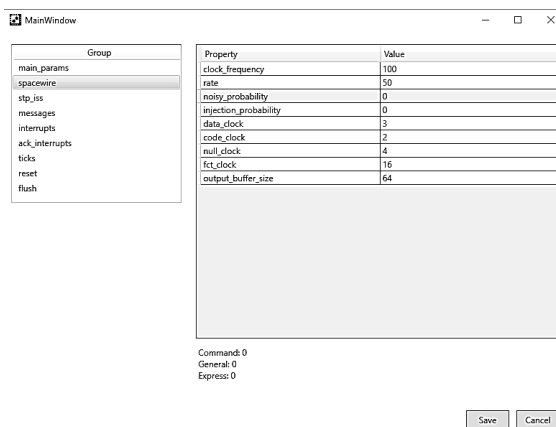 MainWindow
Group
main_params
spacewire
stp_iss
messages
interrupts
ack_interrupts
ticks
reset
flush
Property Value
clock_frequency 100
rate 50
noisy_probability 0
injection_probability 0
data_clock 3
code_clock 2
null_clock 4
fct_clock 16
output_buffer_size 64
Command: 0
General: 0
Express: 0
Save Cancel